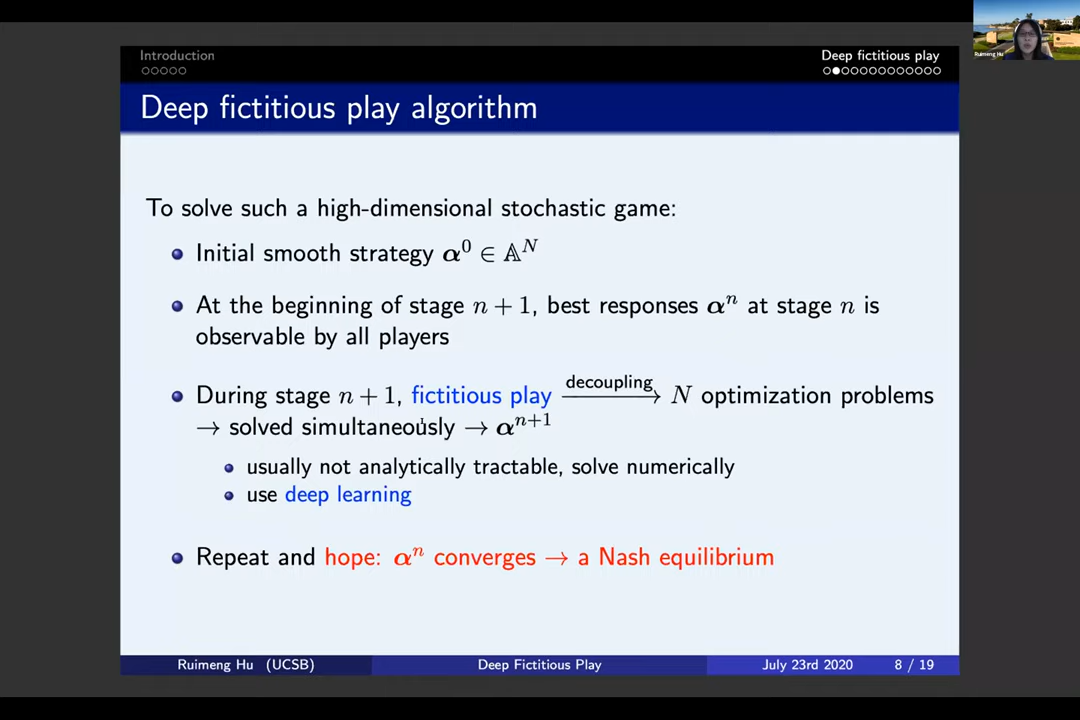 Introduction
Deep fictitious play
Deep fictitious play algorithm
To solve such a high-dimensional stochastic game:
Initial smooth strategy α⁰ ∈ 𝔸ᴺ
At the beginning of stage n + 1, best responses αⁿ at stage n is
observable by all players
During stage n + 1, fictitious play —decoupling→ N optimization problems
→ solved simultaneously → αⁿ⁺¹
usually not analytically tractable, solve numerically
use deep learning
Repeat and hope: αⁿ converges → a Nash equilibrium
Ruimeng Hu (UCSB)
Deep Fictitious Play
July 23rd 2020
8 / 19
Ruimeng Hu